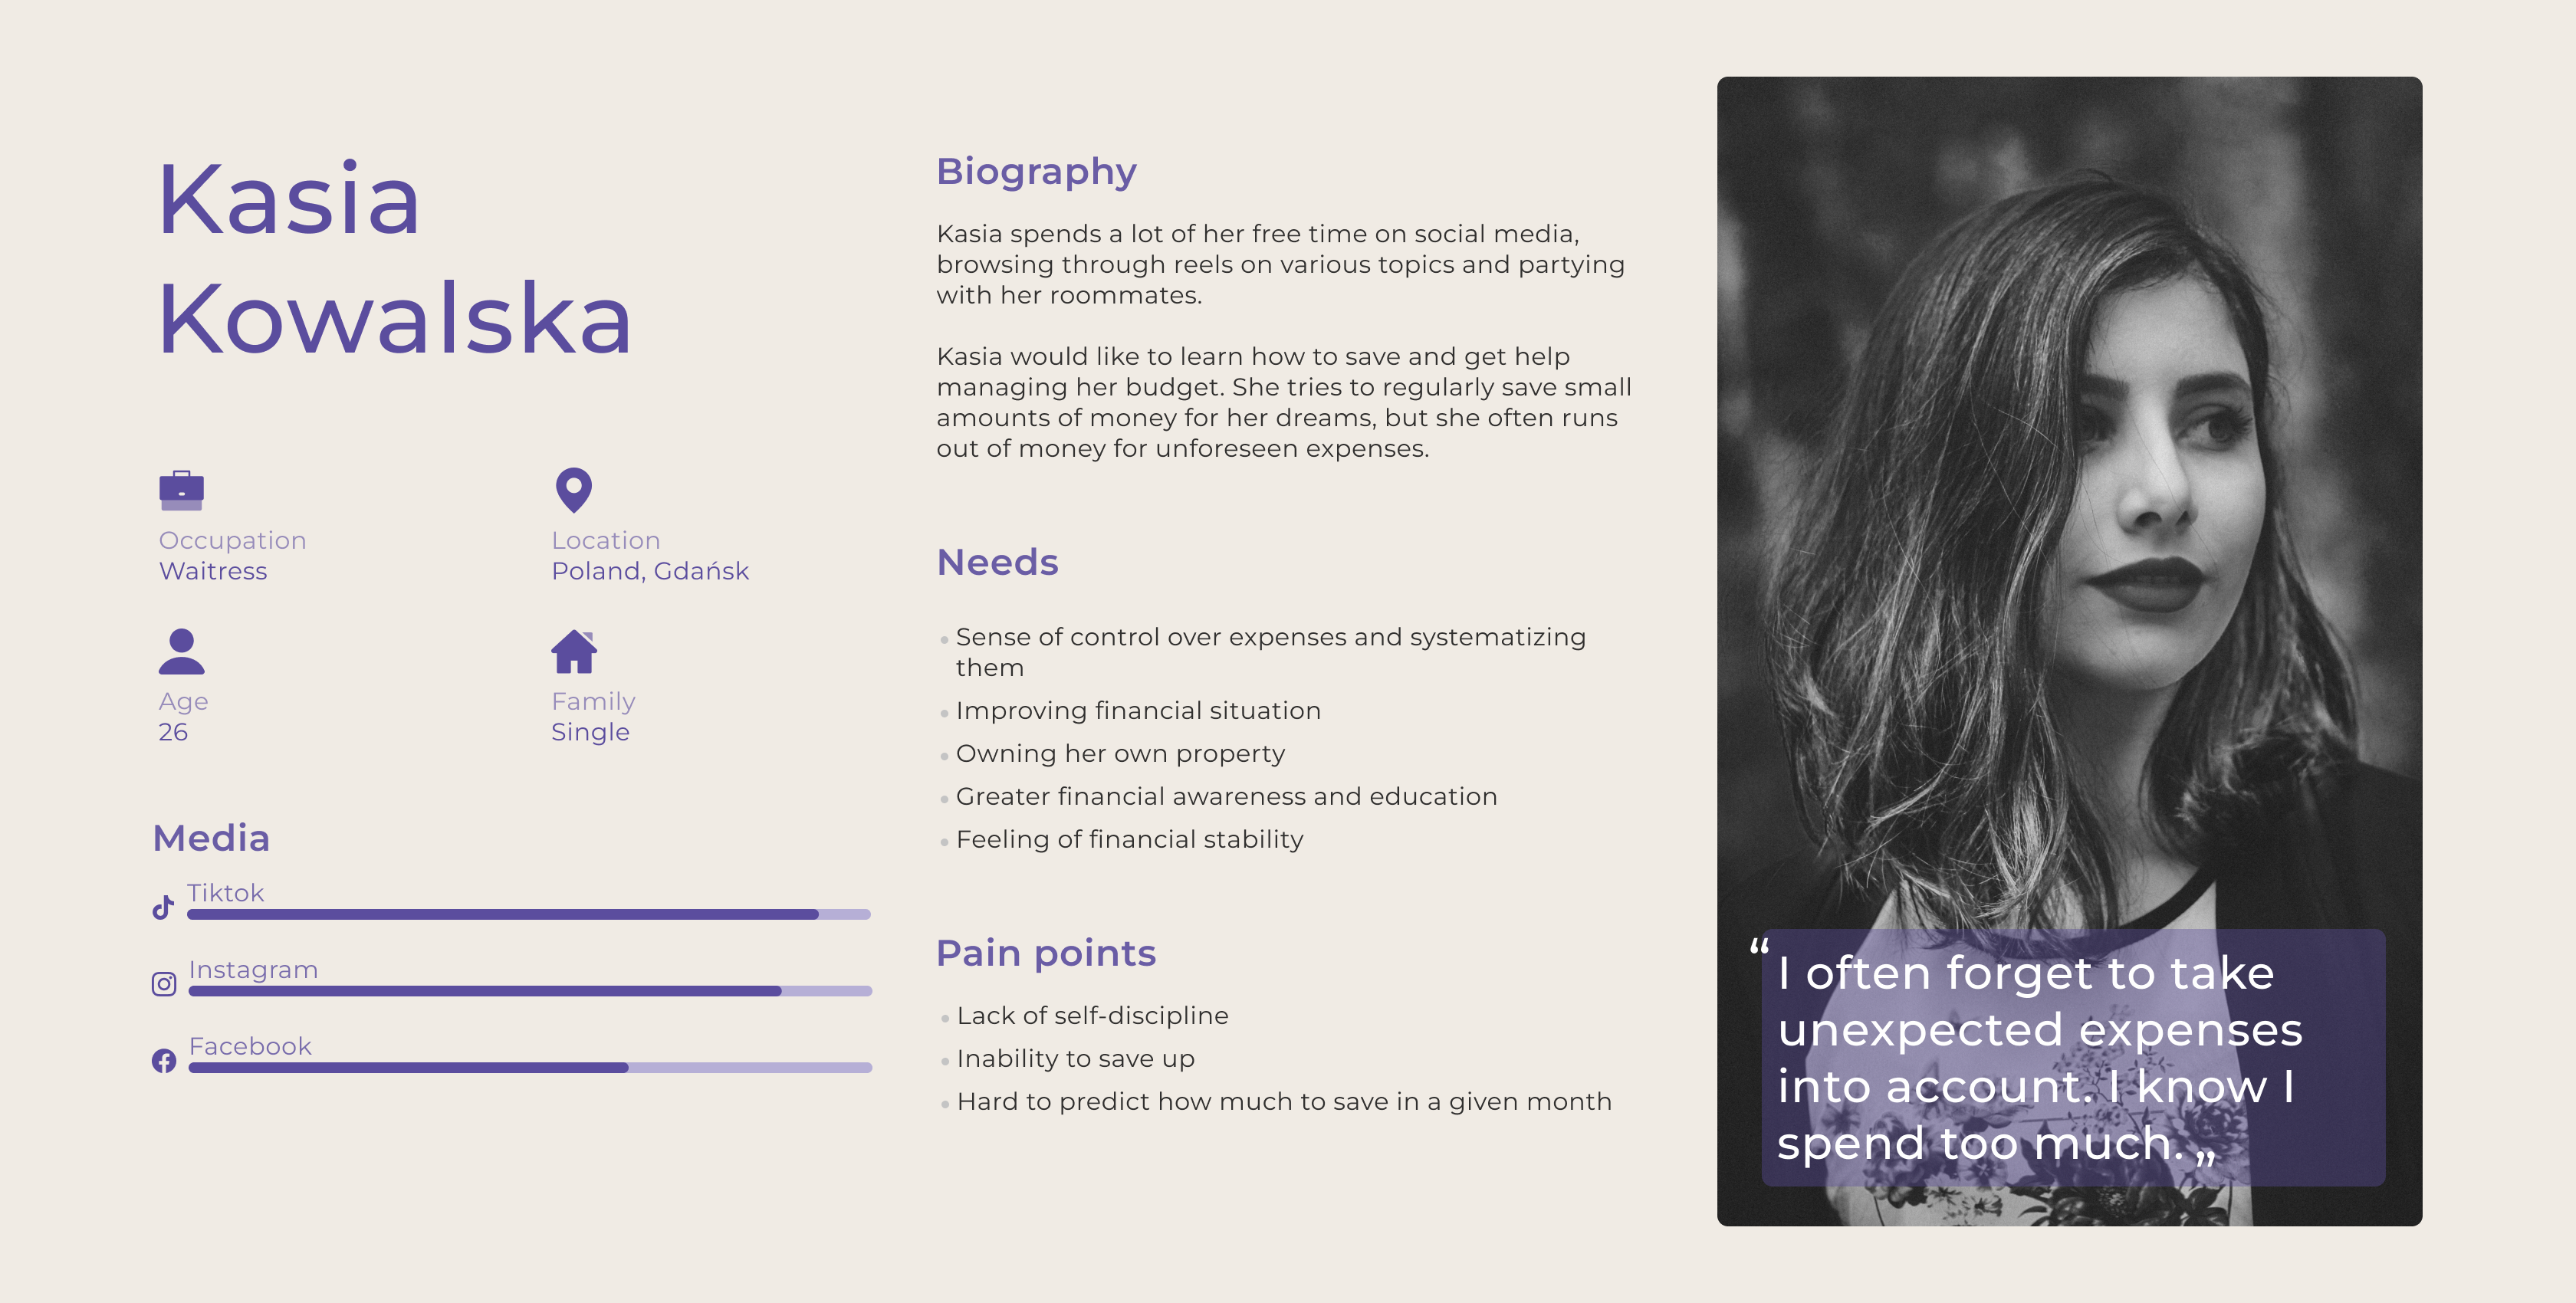 Kasia
Kowalska
Occupation
Waitress
Location
Poland, Gdańsk
Age
26
Family
Single
Media
Tiktok
Instagram
Facebook
Biography
Kasia spends a lot of her free time on social media,
browsing through reels on various topics and partying
with her roommates.
Kasia would like to learn how to save and get help
managing her budget. She tries to regularly save small
amounts of money for her dreams, but she often runs
out of money for unforeseen expenses.
Needs
Sense of control over expenses and systematizing
them
Improving financial situation
Owning her own property
Greater financial awareness and education
Feeling of financial stability
Pain points
Lack of self-discipline
Inability to save up
Hard to predict how much to save in a given month
“I often forget to take
unexpected expenses
into account. I know I
spend too much.„